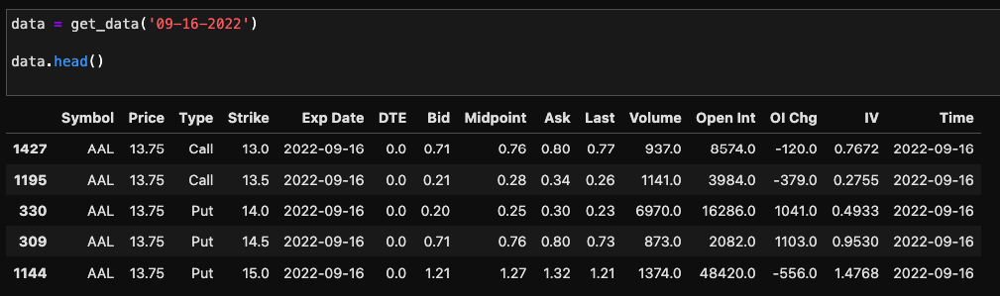 data = get_data('09-16-2022')
data.head()
Symbol Price Type Strike Exp Date DTE Bid Midpoint Ask Last Volume Open Int OI Chg IV Time
1427 AAL 13.75 Call 13.0 2022-09-16 0.0 0.71 0.76 0.80 0.77 937.0 8574.0 -120.0 0.7672 2022-09-16
1195 AAL 13.75 Call 13.5 2022-09-16 0.0 0.21 0.28 0.34 0.26 1141.0 3984.0 -379.0 0.2755 2022-09-16
330 AAL 13.75 Put 14.0 2022-09-16 0.0 0.20 0.25 0.30 0.23 6970.0 16286.0 1041.0 0.4933 2022-09-16
309 AAL 13.75 Put 14.5 2022-09-16 0.0 0.71 0.76 0.80 0.73 873.0 2082.0 1103.0 0.9530 2022-09-16
1144 AAL 13.75 Put 15.0 2022-09-16 0.0 1.21 1.27 1.32 1.21 1374.0 48420.0 -556.0 1.4768 2022-09-16